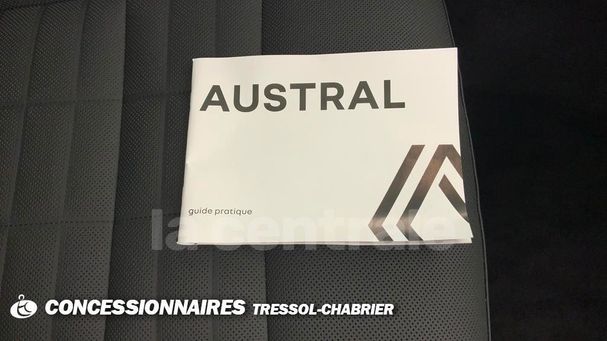 AUSTRAL
guide pratique
la centrale
CONCESSIONNAIRES TRESSOL-CHABRIER